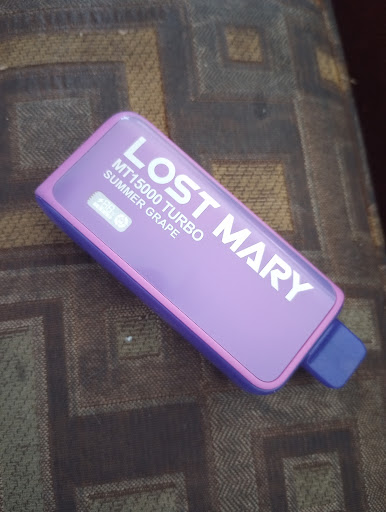 LOST MARY
MT15000 TURBO
SUMMER GRAPE